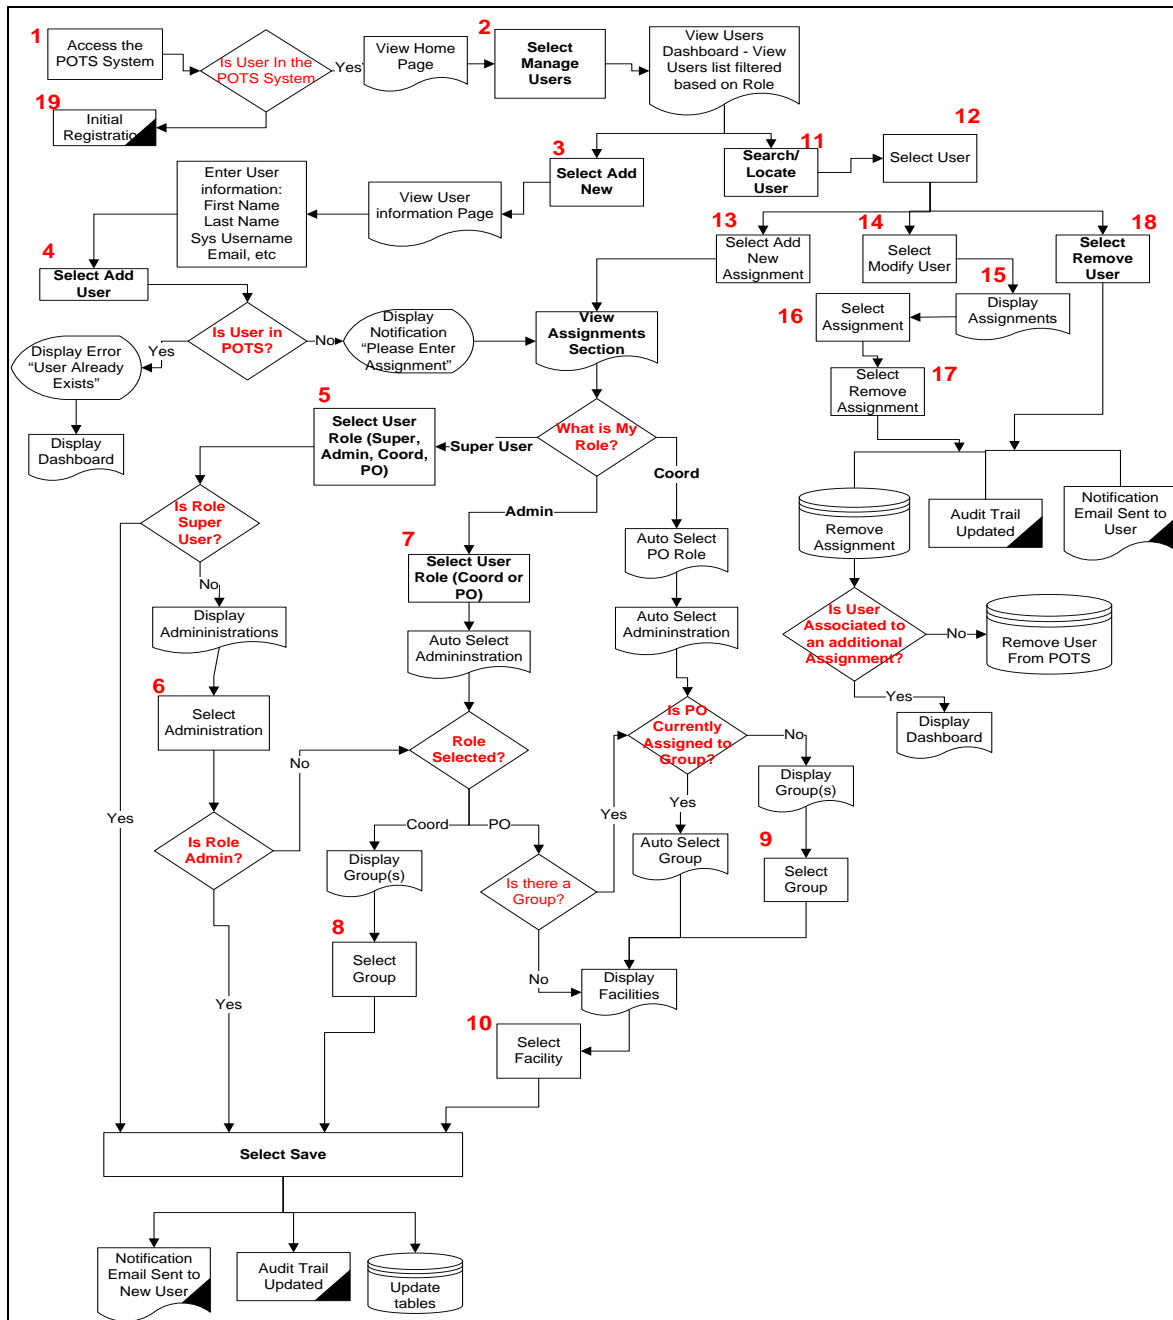 1
Access the
POTS System
Is User In the
POTS System
Yes
View Home
Page
2
Select
Manage
Users
View Users
Dashboard - View
Users list filtered
based on Role
19
Initial
Registratio
3
Select Add
New
11
Search/
Locate
User
12
Select User
Enter User
information:
First Name
Last Name
Sys Username
Email, etc
View User
information Page
4
Select Add
User
13
Select Add
New
Assignment
14
Select
Modify User
15
Display
Assignments
18
Select
Remove
User
16
Select
Assignment
17
Select
Remove
Assignment
Is User in
POTS?
Yes
No
Display Error
“User Already
Exists”
Display
Dashboard
Display
Notification
“Please Enter
Assignment”
View
Assignments
Section
What is My
Role?
Super User
Admin
Coord
5
Select User
Role (Super,
Admin, Coord,
PO)
Is Role
Super
User?
Yes
No
Display
Admininistrations
6
Select
Administration
Is Role
Admin?
No
Yes
7
Select User
Role (Coord or
PO)
Auto Select
Admininstration
Role
Selected?
Coord
PO
Display
Group(s)
8
Select
Group
Is there a
Group?
Yes
No
Auto Select
PO Role
Auto Select
Admininstration
Is PO
Currently
Assigned to
Group?
Yes
No
Auto Select
Group
Display
Group(s)
9
Select
Group
Display
Facilities
10
Select
Facility
Remove
Assignment
Audit Trail
Updated
Notification
Email Sent to
User
Is User
Associated to
an additional
Assignment?
No
Remove User
From POTS
Yes
Display
Dashboard
Select Save
Notification
Email Sent to
New User
Audit Trail
Updated
Update
tables